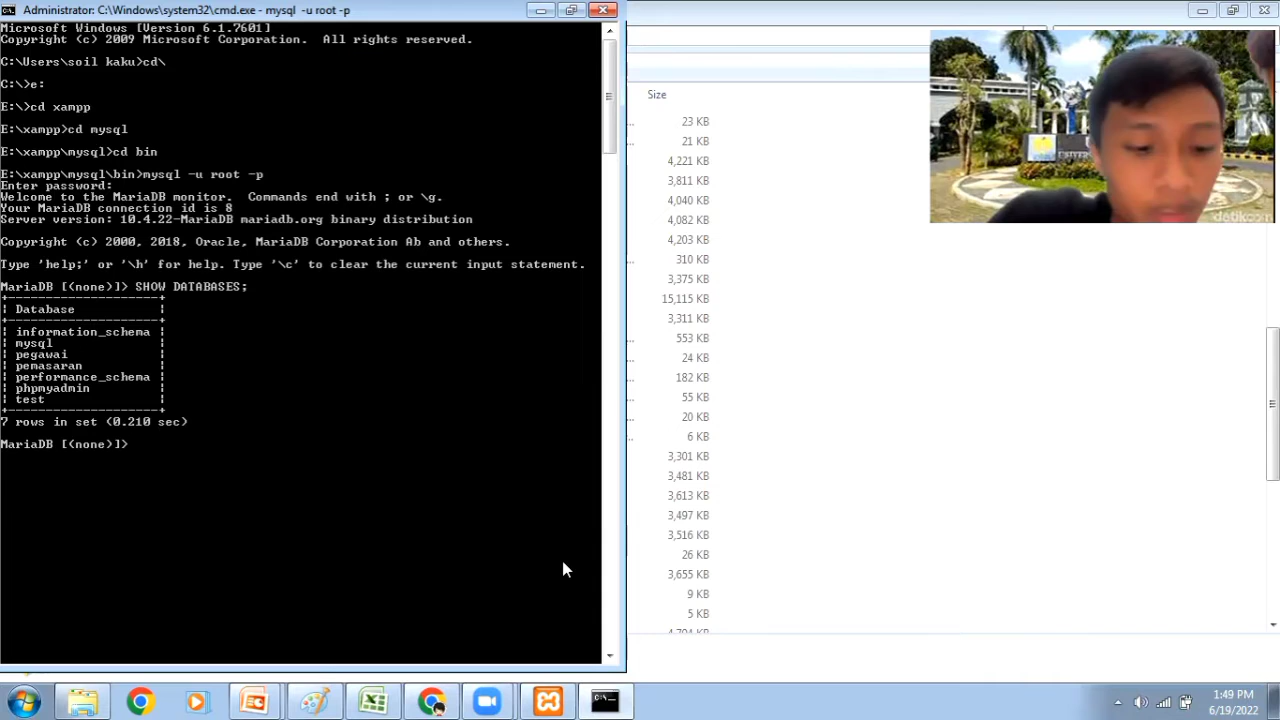 Administrator: C:\Windows\system32\cmd.exe - mysql -u root -p
Microsoft Windows [Version 6.1.7601]
Copyright (c) 2009 Microsoft Corporation.  All rights reserved.
C:\Users\soil kaku>cd\
C:\>e:
E:\>cd xampp
E:\xampp>cd mysql
E:\xampp\mysql>cd bin
E:\xampp\mysql\bin>mysql -u root -p
Enter password:
Welcome to the MariaDB monitor.  Commands end with ; or \g.
Your MariaDB connection id is 8
Server version: 10.4.22-MariaDB mariadb.org binary distribution
Copyright (c) 2000, 2018, Oracle, MariaDB Corporation Ab and others.
Type 'help;' or '\h' for help. Type '\c' to clear the current input statement.
MariaDB [(none)]> SHOW DATABASES;
+--------------------+
| Database           |
+--------------------+
| information_schema |
| mysql              |
| pegawai            |
| pemasaran          |
| performance_schema |
| phpmyadmin         |
| test               |
+--------------------+
7 rows in set (0.210 sec)
MariaDB [(none)]>
Size
23 KB
21 KB
4,221 KB
3,811 KB
4,040 KB
4,082 KB
4,203 KB
310 KB
3,375 KB
15,115 KB
3,311 KB
553 KB
24 KB
182 KB
55 KB
20 KB
6 KB
3,301 KB
3,481 KB
3,613 KB
3,497 KB
3,516 KB
26 KB
3,655 KB
9 KB
5 KB
4,704 KB
detikcom
1:49 PM
6/19/2022